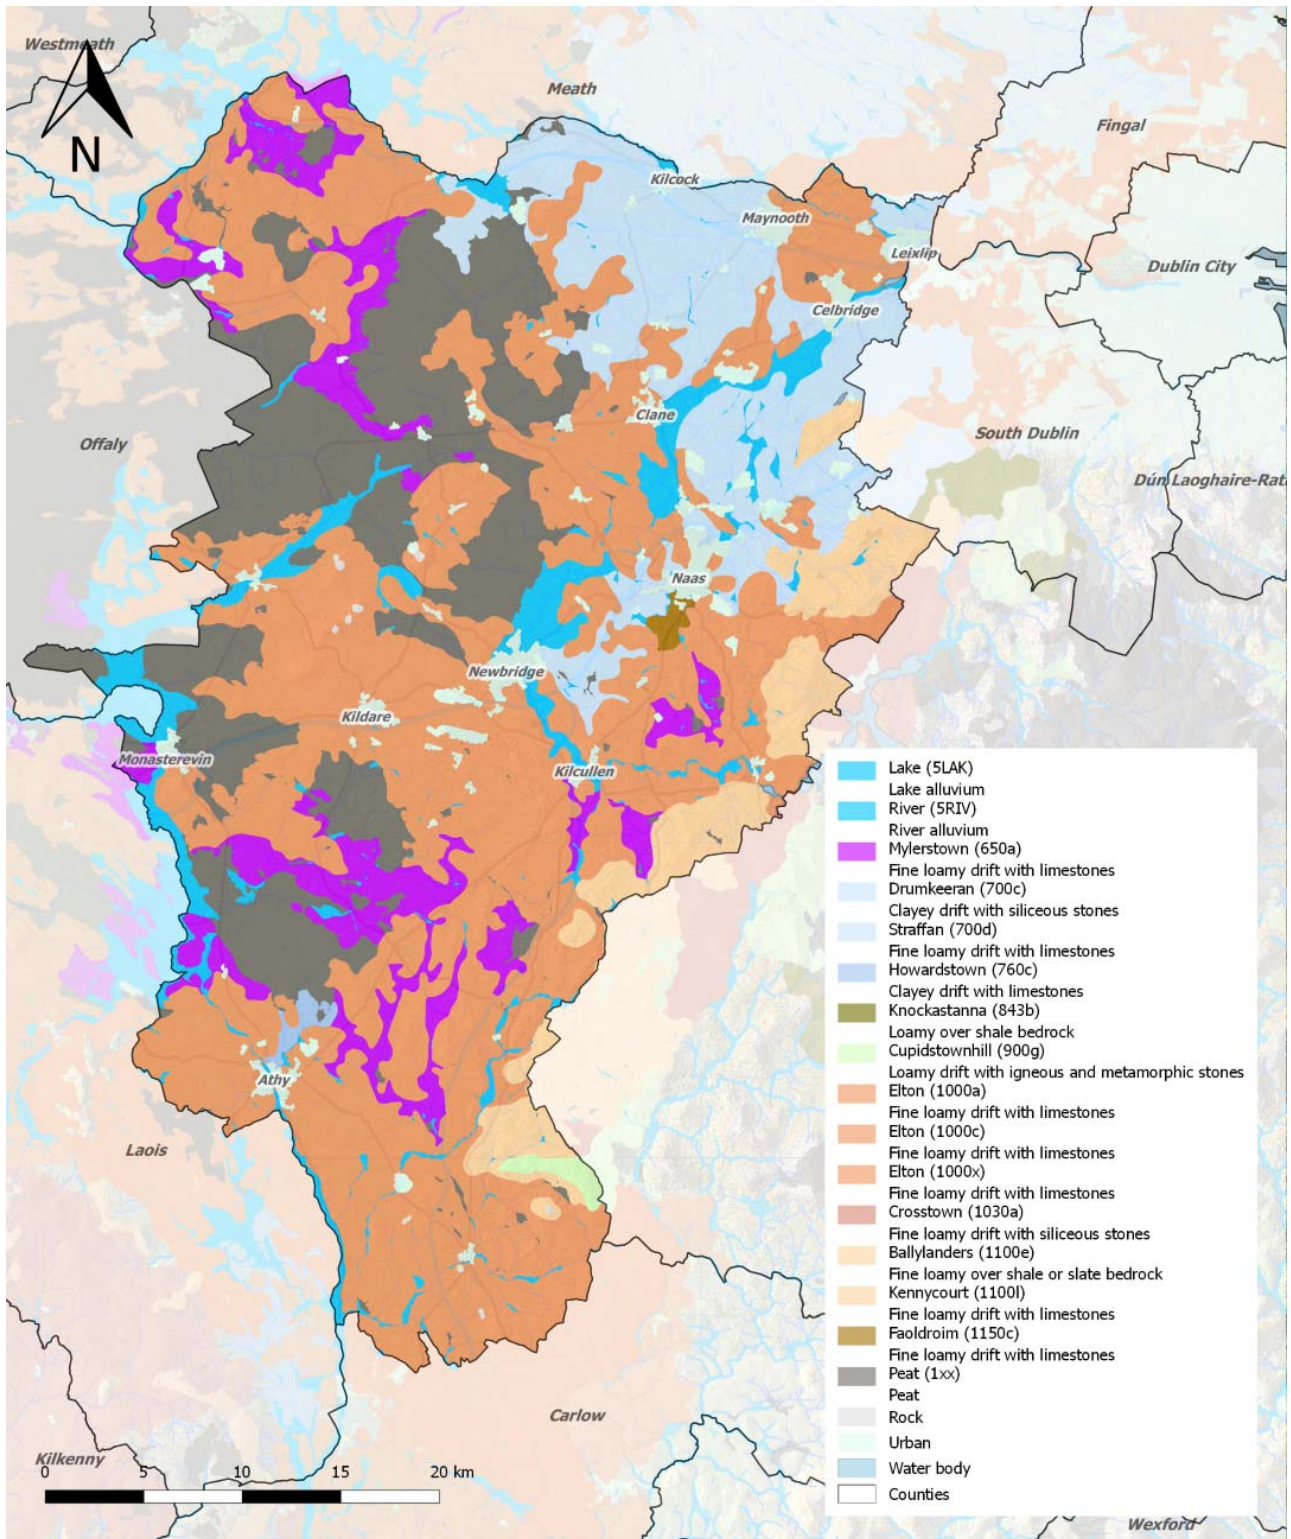 Westmeath
Meath
Fingal
N
Kilcock
Maynooth
Leixlip
Dublin City
Celbridge
Clane
South Dublin
Offaly
Dún Laoghaire-Rat
Naas
Newbridge
Kildare
Monasterevin
Kilcullen
Athy
Laois
Carlow
Kilkenny
Wexford
0 5 10 15 20 km
Lake (5LAK)
Lake alluvium
River (5RIV)
River alluvium
Mylerstown (650a)
Fine loamy drift with limestones
Drumkeeran (700c)
Clayey drift with siliceous stones
Straffan (700d)
Fine loamy drift with limestones
Howardstown (760c)
Clayey drift with limestones
Knockastanna (843b)
Loamy over shale bedrock
Cupidstownhill (900g)
Loamy drift with igneous and metamorphic stones
Elton (1000a)
Fine loamy drift with limestones
Elton (1000c)
Fine loamy drift with limestones
Elton (1000x)
Fine loamy drift with limestones
Crosstown (1030a)
Fine loamy drift with siliceous stones
Ballylanders (1100e)
Fine loamy over shale or slate bedrock
Kennycourt (1100l)
Fine loamy drift with limestones
Faoldroim (1150c)
Fine loamy drift with limestones
Peat (1xx)
Peat
Rock
Urban
Water body
Counties